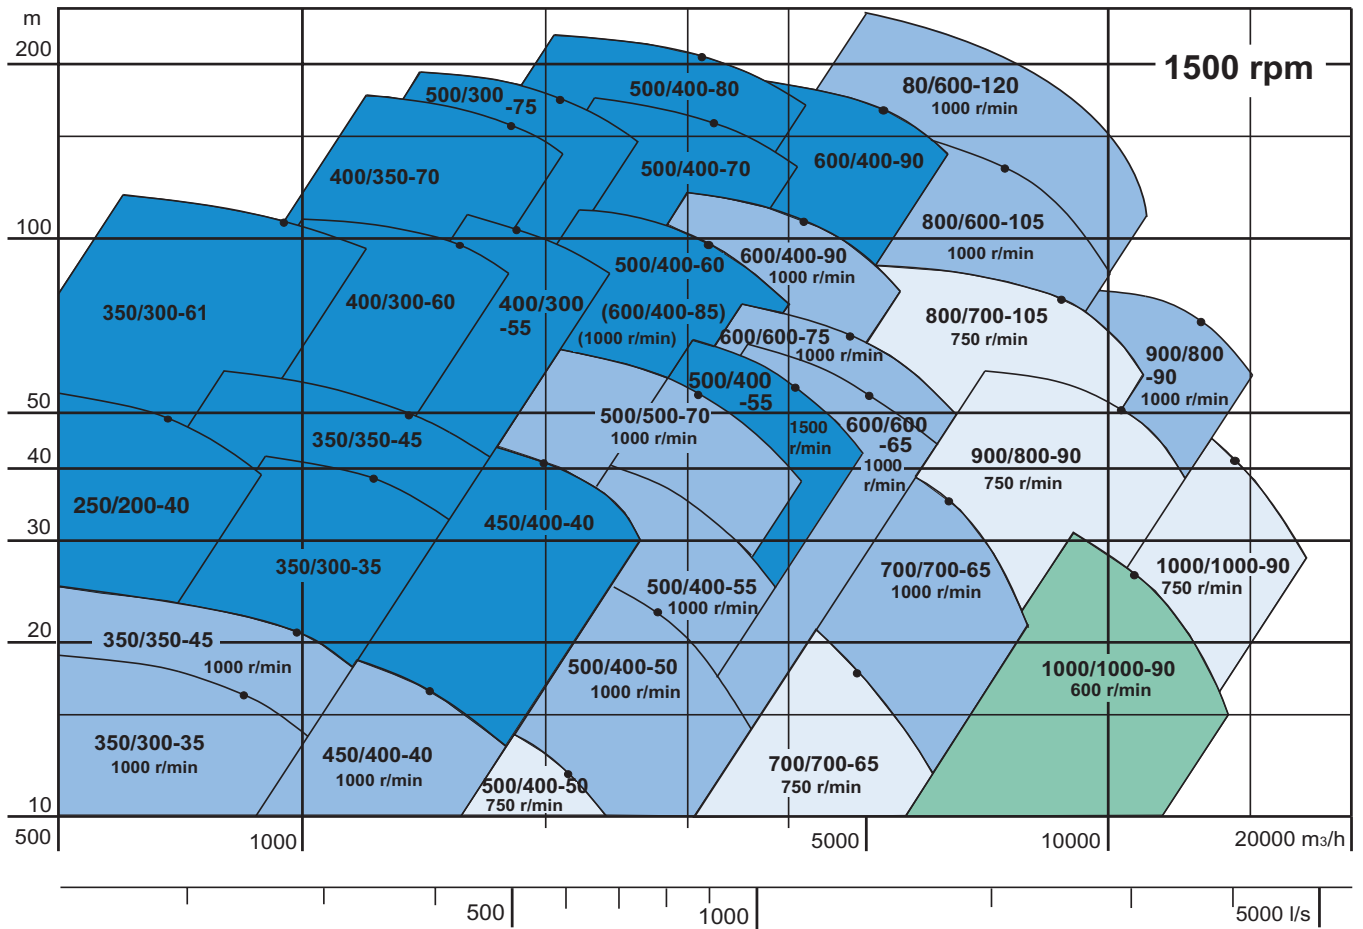 m
200
1500 rpm
80/600-120
1000 r/min
500/400-80
500/300
-75
600/400-90
500/400-70
400/350-70
100
800/600-105
1000 r/min
600/400-90
1000 r/min
500/400-60
(600/400-85)
(1000 r/min)
400/300-60
400/300
-55
350/300-61
800/700-105
750 r/min
600/600-75
1000 r/min
900/800
-90
1000 r/min
500/400
-55
1500
r/min
50
500/500-70
1000 r/min
600/600
-65
1000
r/min
350/350-45
900/800-90
750 r/min
40
250/200-40
450/400-40
30
350/300-35
700/700-65
1000 r/min
1000/1000-90
750 r/min
500/400-55
1000 r/min
20
350/350-45
1000 r/min
500/400-50
1000 r/min
1000/1000-90
600 r/min
350/300-35
1000 r/min
450/400-40
1000 r/min
700/700-65
750 r/min
500/400-50
750 r/min
10
500
1000
5000
10000
20000 m3/h
500
1000
5000 l/s